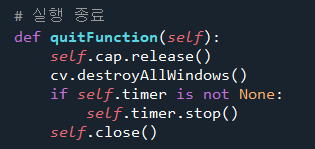 # 실행 종료
def quitFunction(self):
    self.cap.release()
    cv.destroyAllWindows()
    if self.timer is not None:
        self.timer.stop()
    self.close()